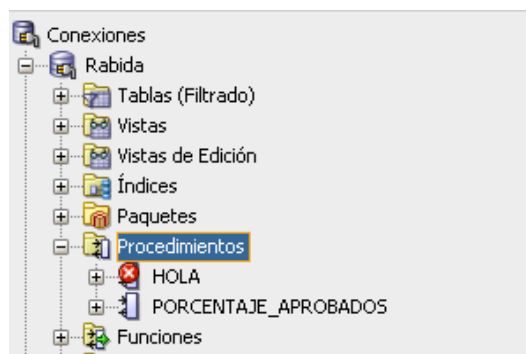 Conexiones
Rabida
Tablas (Filtrado)
Vistas
Vistas de Edición
Índices
Paquetes
Procedimientos
HOLA
PORCENTAJE_APROBADOS
Funciones